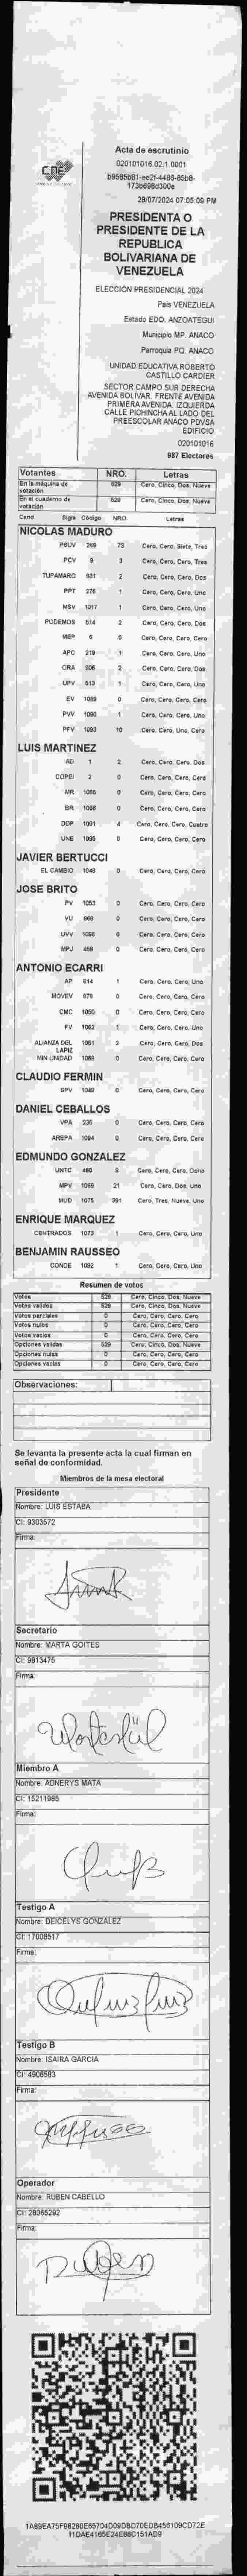 CNE
Acta de escrutinio
020101016.02.1.0001
28/07/2024 07:05:09 PM
PRESIDENTA O
PRESIDENTE DE LA
REPUBLICA
BOLIVARIANA DE
VENEZUELA
ELECCIÓN PRESIDENCIAL 2024
País VENEZUELA
Estado EDO. ANZOATEGUI
Municipio MP. ANACO
Parroquia PQ. ANACO
UNIDAD EDUCATIVA ROBERTO
CASTILLO CARDIER
SECTOR CAMPO SUR DERECHA
AVENIDA BOLIVAR. FRENTE AVENIDA
PRIMERA AVENIDA. IZQUIERDA
CALLE PICHINCHA AL LADO DEL
PREESCOLAR ANACO PDVSA
EDIFICIO
020101016
987 Electores
Votantes NRO. Letras
En la máquina de votación 529 Cero, Cinco, Dos, Nueve
En el cuaderno de votación 529 Cero, Cinco, Dos, Nueve
Cand Sigla Código NRO. Letras
NICOLAS MADURO
PSUV 269 73 Cero, Cero, Siete, Tres
PCV 9 3 Cero, Cero, Cero, Tres
TUPAMARO 931 2 Cero, Cero, Cero, Dos
PPT 276 1 Cero, Cero, Cero, Uno
MSV 1017 1 Cero, Cero, Cero, Uno
PODEMOS 514 2 Cero, Cero, Cero, Dos
MEP 6 0 Cero, Cero, Cero, Cero
APC 219 1 Cero, Cero, Cero, Uno
ORA 906 2 Cero, Cero, Cero, Dos
UPV 513 1 Cero, Cero, Cero, Uno
EV 1089 0 Cero, Cero, Cero, Cero
PVV 1090 1 Cero, Cero, Cero, Uno
PFV 1093 10 Cero, Cero, Uno, Cero
LUIS MARTINEZ
AD 1 2 Cero, Cero, Cero, Dos
COPEI 2 0 Cero, Cero, Cero, Cero
MR 1065 0 Cero, Cero, Cero, Cero
BR 1066 0 Cero, Cero, Cero, Cero
DDP 1091 4 Cero, Cero, Cero, Cuatro
UNE 1095 0 Cero, Cero, Cero, Cero
JAVIER BERTUCCI
EL CAMBIO 1048 0 Cero, Cero, Cero, Cero
JOSE BRITO
PV 1053 0 Cero, Cero, Cero, Cero
VU 968 0 Cero, Cero, Cero, Cero
UVV 1096 0 Cero, Cero, Cero, Cero
MPJ 458 0 Cero, Cero, Cero, Cero
ANTONIO ECARRI
AP 814 1 Cero, Cero, Cero, Uno
MOVEV 879 0 Cero, Cero, Cero, Cero
CMC 1050 0 Cero, Cero, Cero, Cero
FV 1062 1 Cero, Cero, Cero, Uno
ALIANZA DEL LAPIZ 1051 2 Cero, Cero, Cero, Dos
MIN UNIDAD 1088 0 Cero, Cero, Cero, Cero
CLAUDIO FERMIN
SPV 1049 0 Cero, Cero, Cero, Cero
DANIEL CEBALLOS
VPA 236 0 Cero, Cero, Cero, Cero
AREPA 1094 0 Cero, Cero, Cero, Cero
EDMUNDO GONZALEZ
UNTC 480 8 Cero, Cero, Cero, Ocho
MPV 1069 21 Cero, Cero, Dos, Uno
MUD 1075 391 Cero, Tres, Nueve, Uno
ENRIQUE MARQUEZ
CENTRADOS 1073 1 Cero, Cero, Cero, Uno
BENJAMIN RAUSSEO
CONDE 1092 1 Cero, Cero, Cero, Uno
Resumen de votos
Votos 529 Cero, Cinco, Dos, Nueve
Votos válidos 529 Cero, Cinco, Dos, Nueve
Votos parciales 0 Cero, Cero, Cero, Cero
Votos nulos 0 Cero, Cero, Cero, Cero
Votos vacíos 0 Cero, Cero, Cero, Cero
Opciones válidas 529 Cero, Cinco, Dos, Nueve
Opciones nulas 0 Cero, Cero, Cero, Cero
Opciones vacías 0 Cero, Cero, Cero, Cero
Observaciones:
Se levanta la presente acta la cual firman en
señal de conformidad.
Miembros de la mesa electoral
Presidente
Nombre: LUIS ESTABA
CI: 9303572
Firma:
Secretario
Nombre: MARTA GOITES
CI: 9813475
Firma:
Miembro A
Nombre: ADNERYS MATA
CI: 15211985
Firma:
Testigo A
Nombre: DEICELYS GONZALEZ
CI: 17008517
Firma:
Testigo B
Nombre: ISAIRA GARCIA
CI: 4906583
Firma:
Operador
Nombre: RUBEN CABELLO
CI: 28065292
Firma:
Ruben